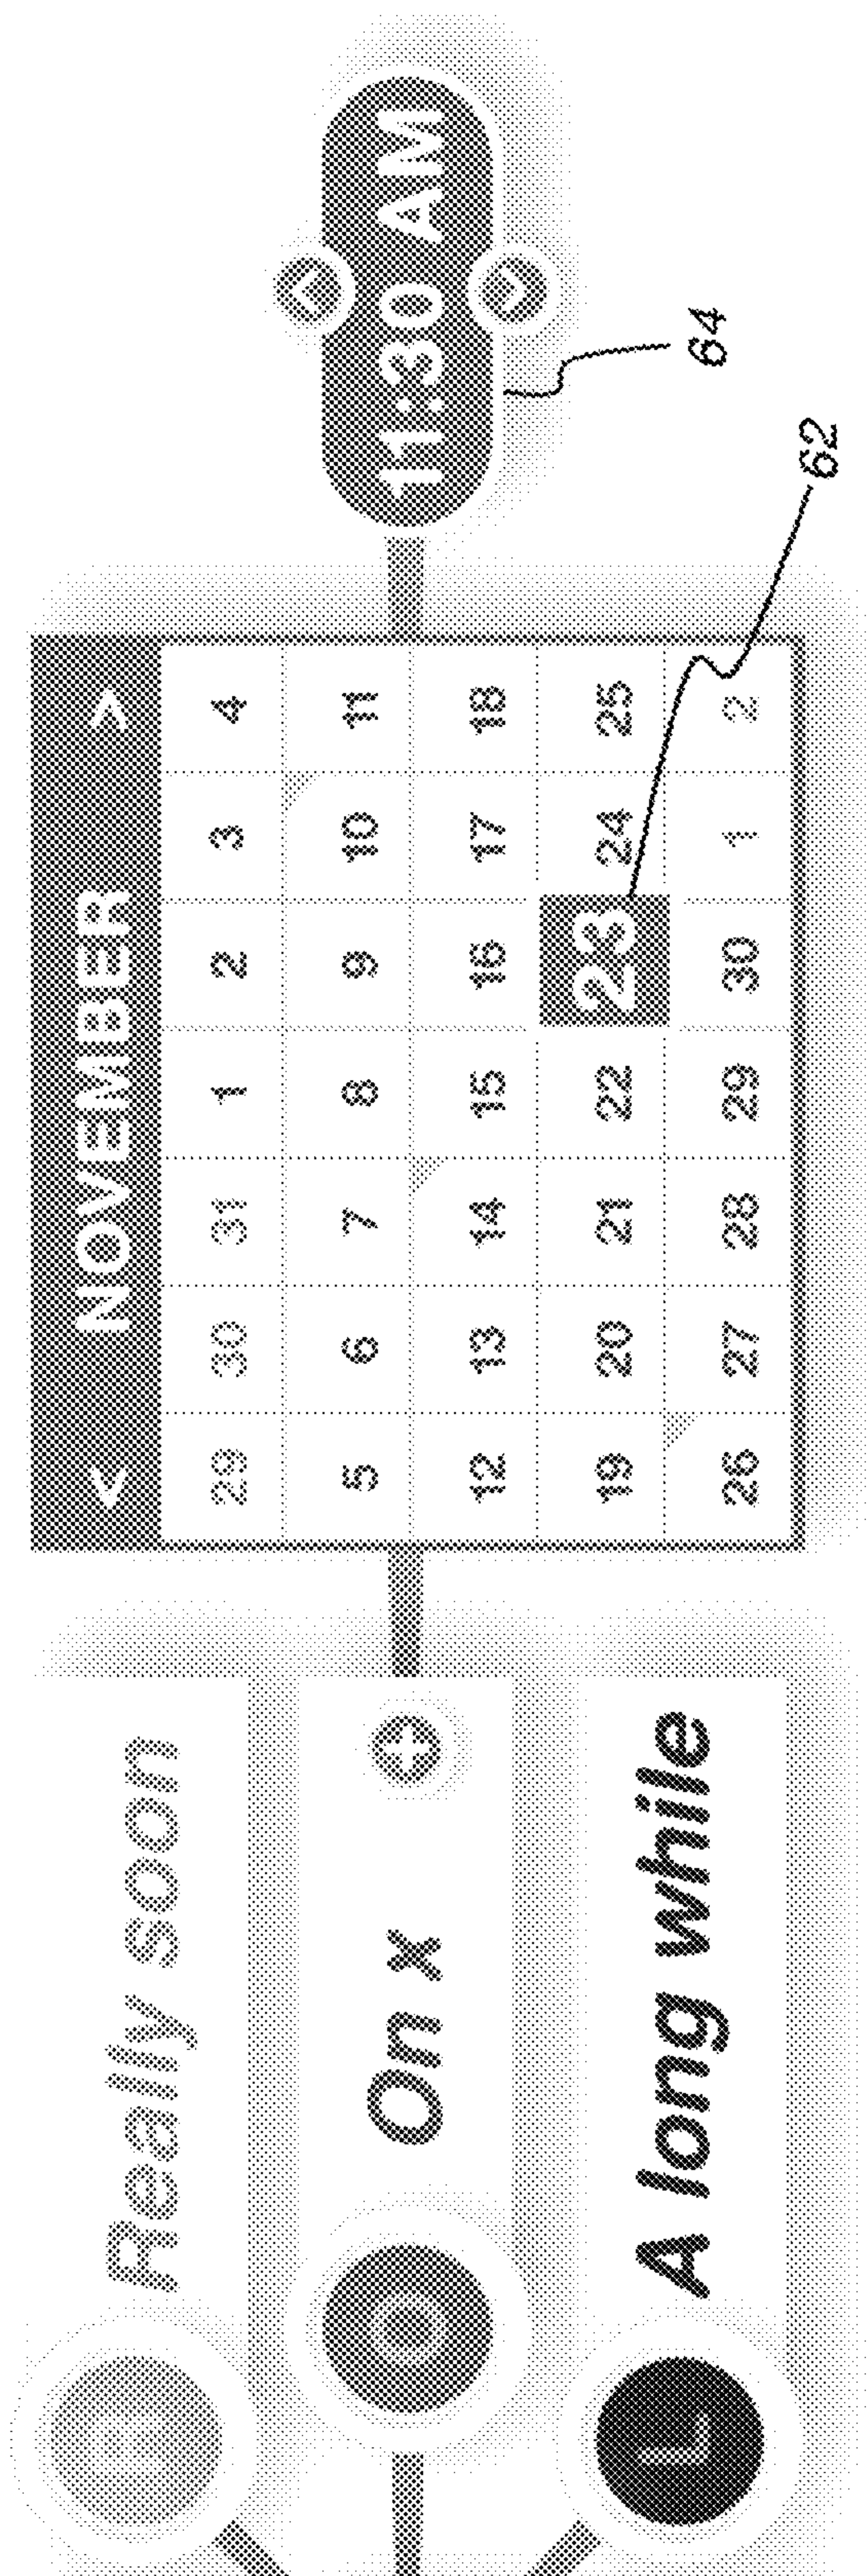 R Really soon
O On x +
L A long while
< NOVEMBER >
29 30 31 1 2 3 4
5 6 7 8 9 10 11
12 13 14 15 16 17 18
19 20 21 22 23 24 25
26 27 28 29 30 1 2
11:30 AM
62
64